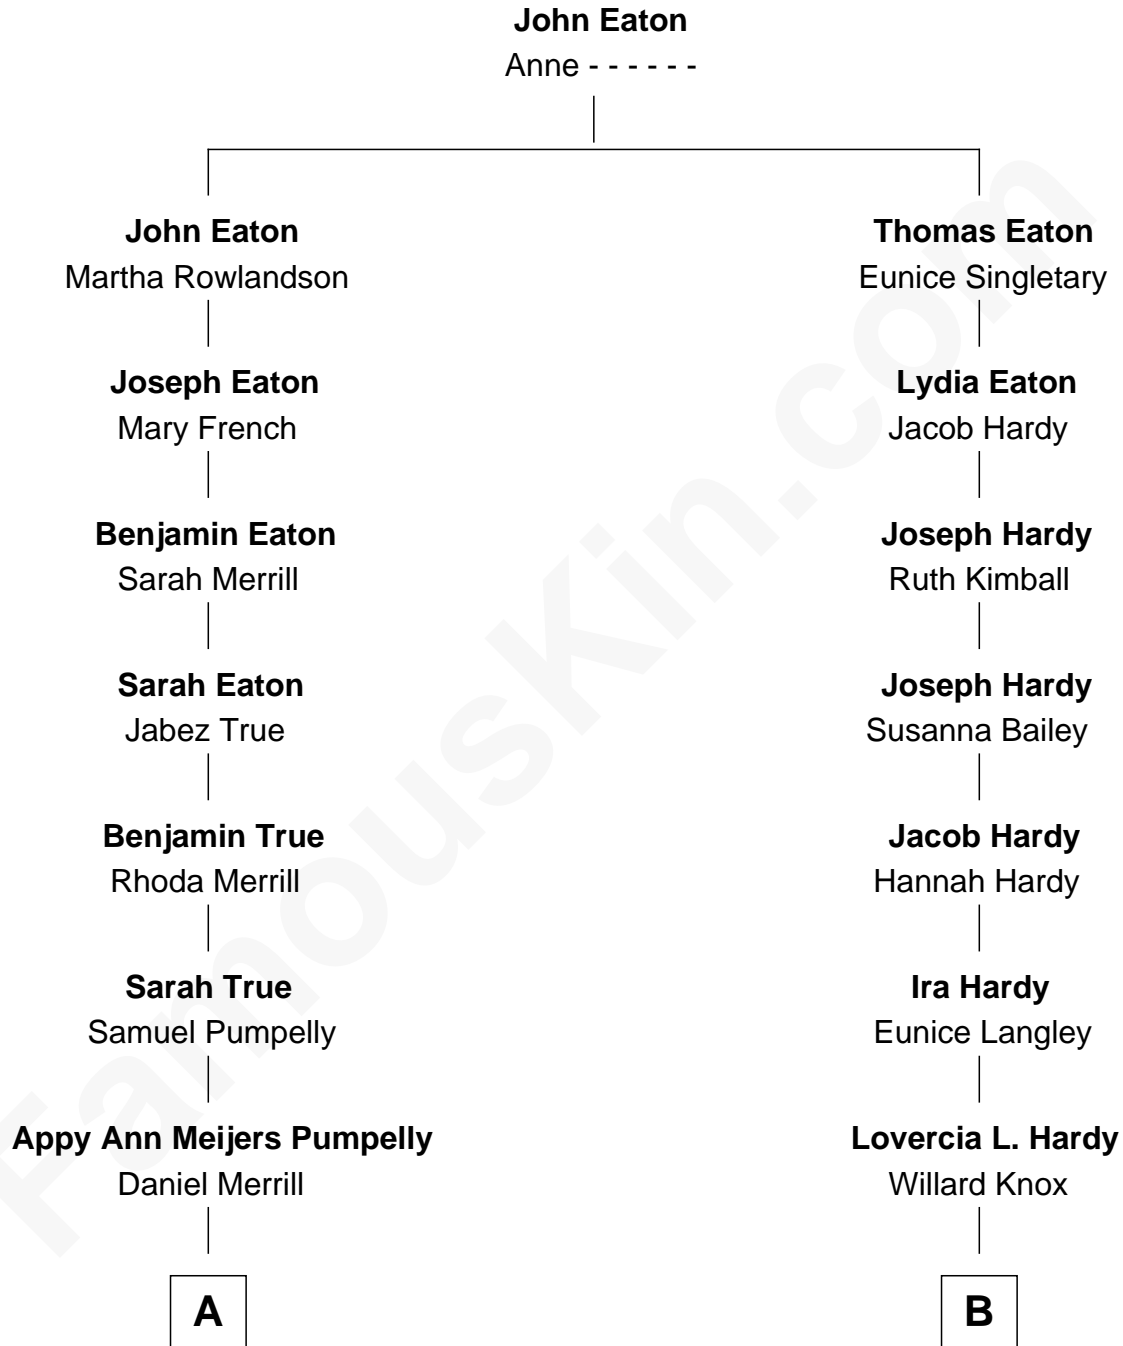 John Eaton
Anne - - - - - -
John Eaton
Martha Rowlandson
Thomas Eaton
Eunice Singletary
Joseph Eaton
Mary French
Lydia Eaton
Jacob Hardy
Benjamin Eaton
Sarah Merrill
Joseph Hardy
Ruth Kimball
Sarah Eaton
Jabez True
Joseph Hardy
Susanna Bailey
Benjamin True
Rhoda Merrill
Jacob Hardy
Hannah Hardy
Sarah True
Samuel Pumpelly
Ira Hardy
Eunice Langley
Appy Ann Meijers Pumpelly
Daniel Merrill
Lovercia L. Hardy
Willard Knox
A
B
FamousKin.com